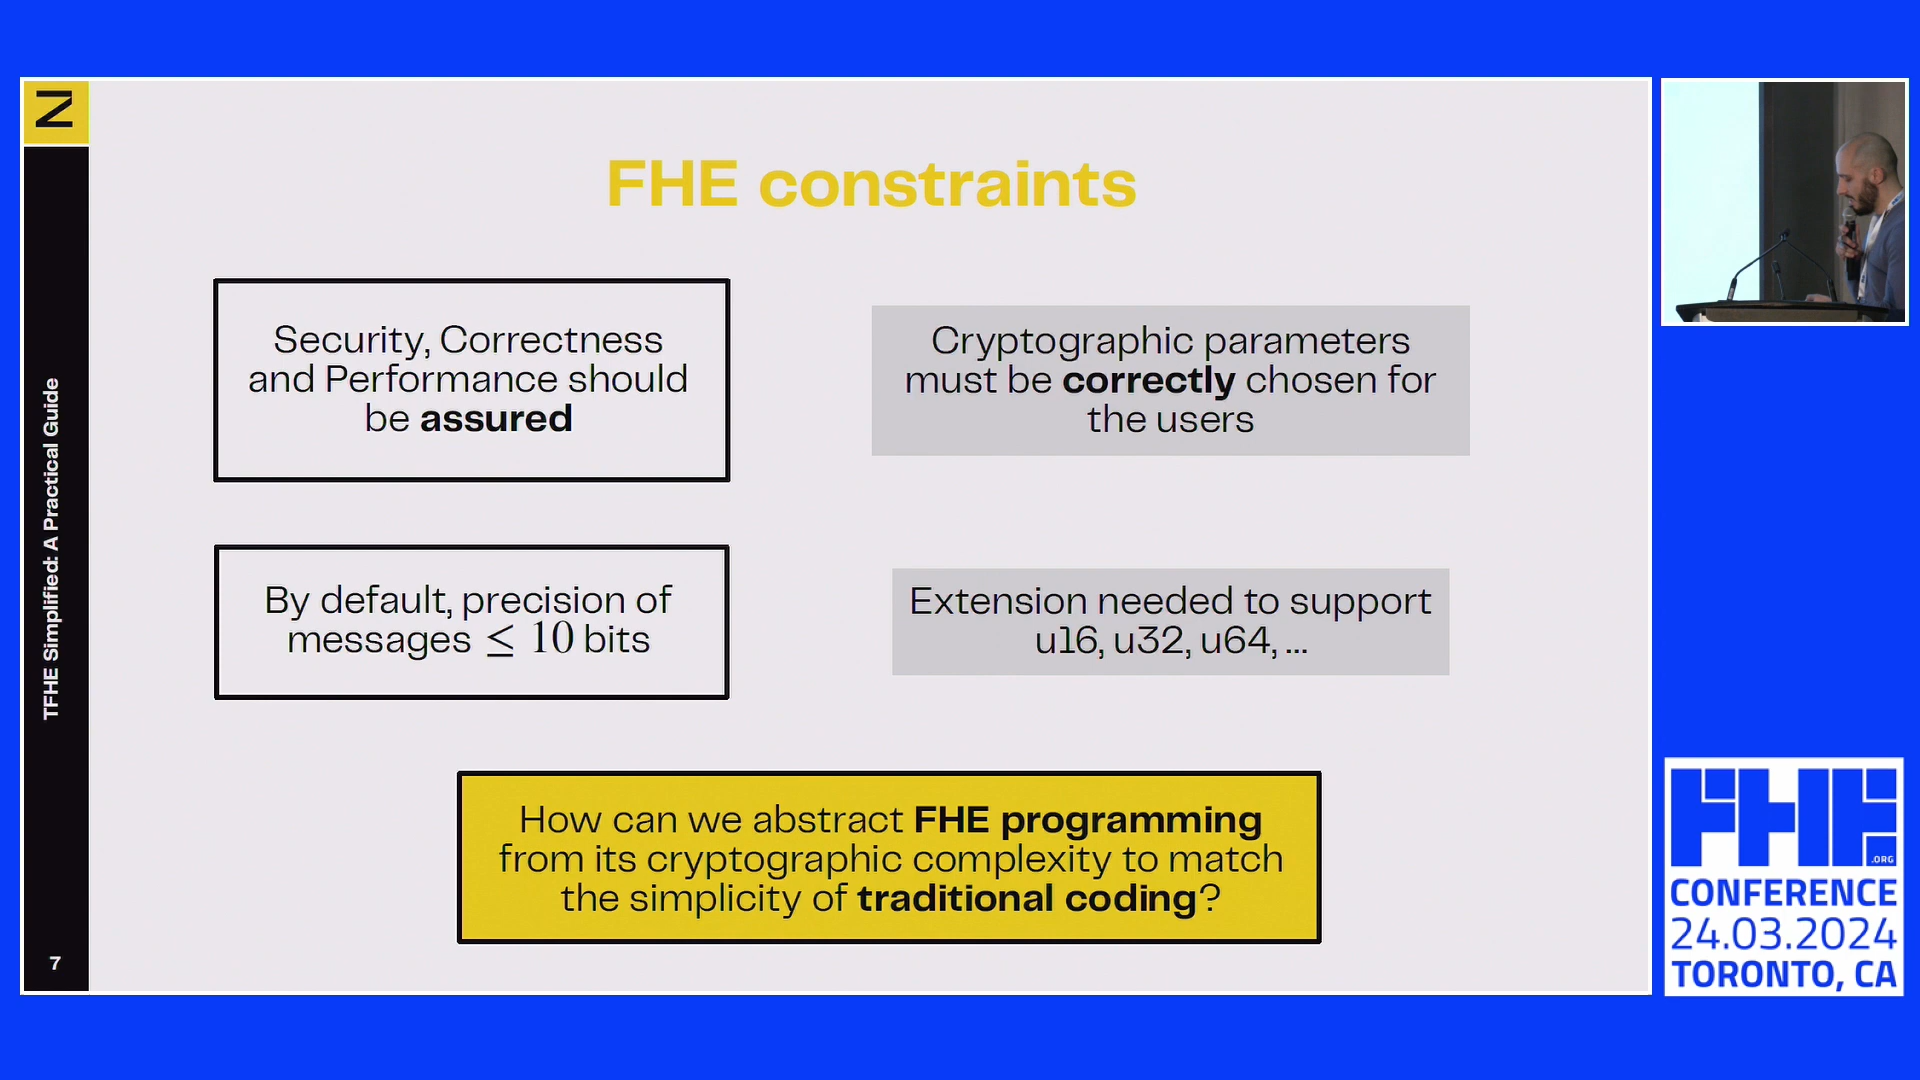 Z
TFHE Simplified: A Practical Guide
7
FHE constraints
Security, Correctness
and Performance should
be assured
Cryptographic parameters
must be correctly chosen for
the users
By default, precision of
messages ≤ 10 bits
Extension needed to support
u16, u32, u64, ...
How can we abstract FHE programming
from its cryptographic complexity to match
the simplicity of traditional coding?
FHE
.ORG
CONFERENCE
24.03.2024
TORONTO, CA